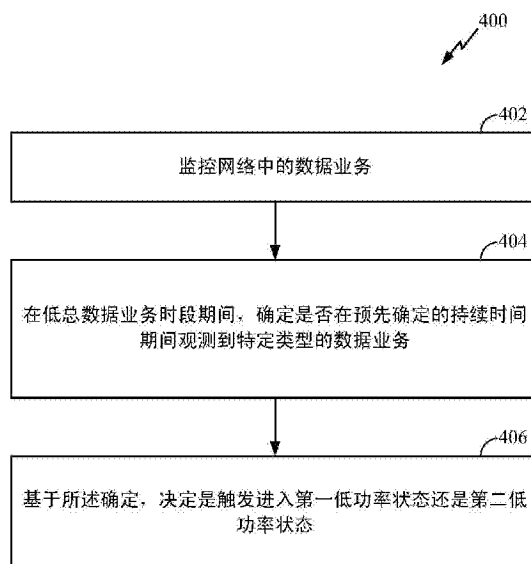 400
402
监控网络中的数据业务
404
在低总数据业务时段期间，确定是否在预先确定的持续时间
期间观测到特定类型的数据业务
406
基于所述确定，决定是触发进入第一低功率状态还是第二低
功率状态